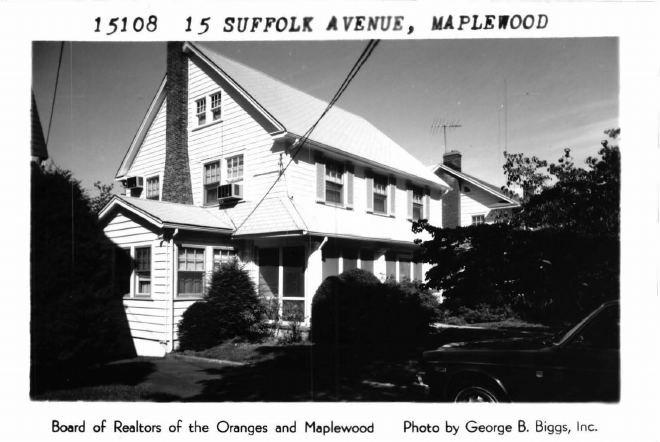 15108 15 SUFFOLK AVENUE, MAPLEWOOD
Board of Realtors of the Oranges and Maplewood Photo by George B. Biggs, Inc.